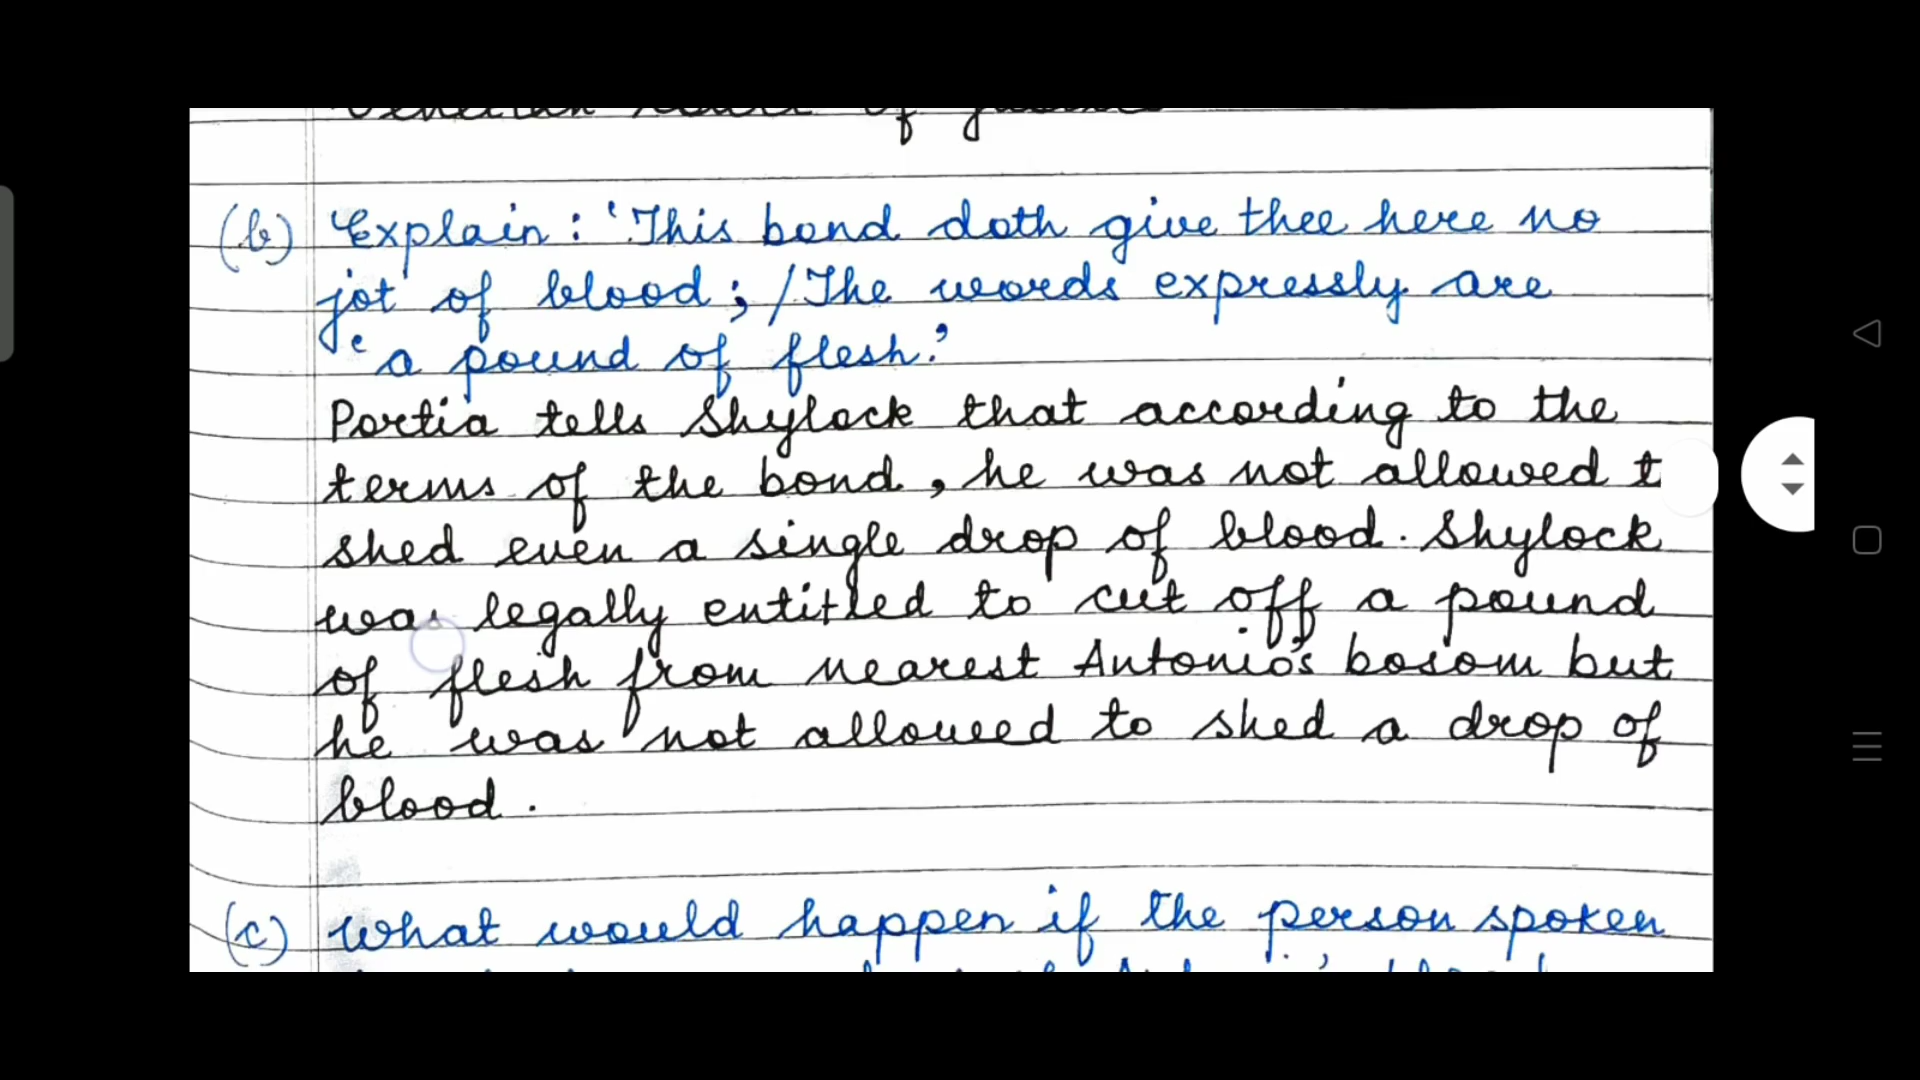 (b) Explain : 'This bond doth give thee here no
jot of blood ; / The words expressly are
'a pound of flesh.'
Portia tells Shylock that according to the
terms of the bond, he was not allowed t
shed even a single drop of blood. Shylock
was legally entitled to cut off a pound
of flesh from nearest Antonio's bosom but
he was not allowed to shed a drop of
blood.
(c) What would happen if the person spoken